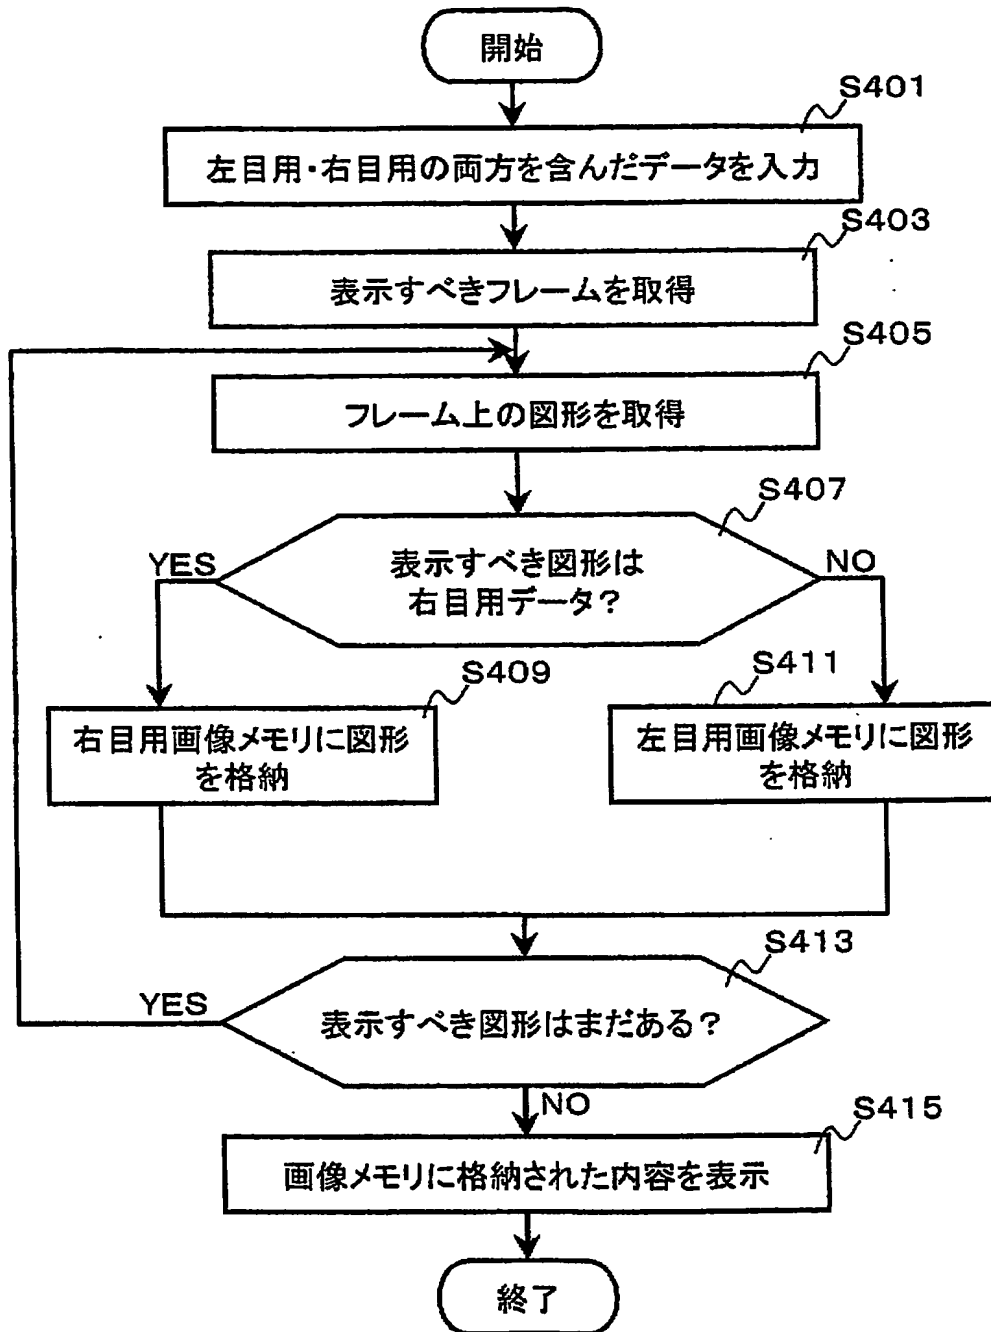 開始
S401
左目用・右目用の両方を含んだデータを入力
S403
表示すべきフレームを取得
S405
フレーム上の図形を取得
S407
表示すべき図形は
右目用データ?
YES
NO
S409
右目用画像メモリに図形
を格納
S411
左目用画像メモリに図形
を格納
S413
表示すべき図形はまだある?
YES
NO
S415
画像メモリに格納された内容を表示
終了